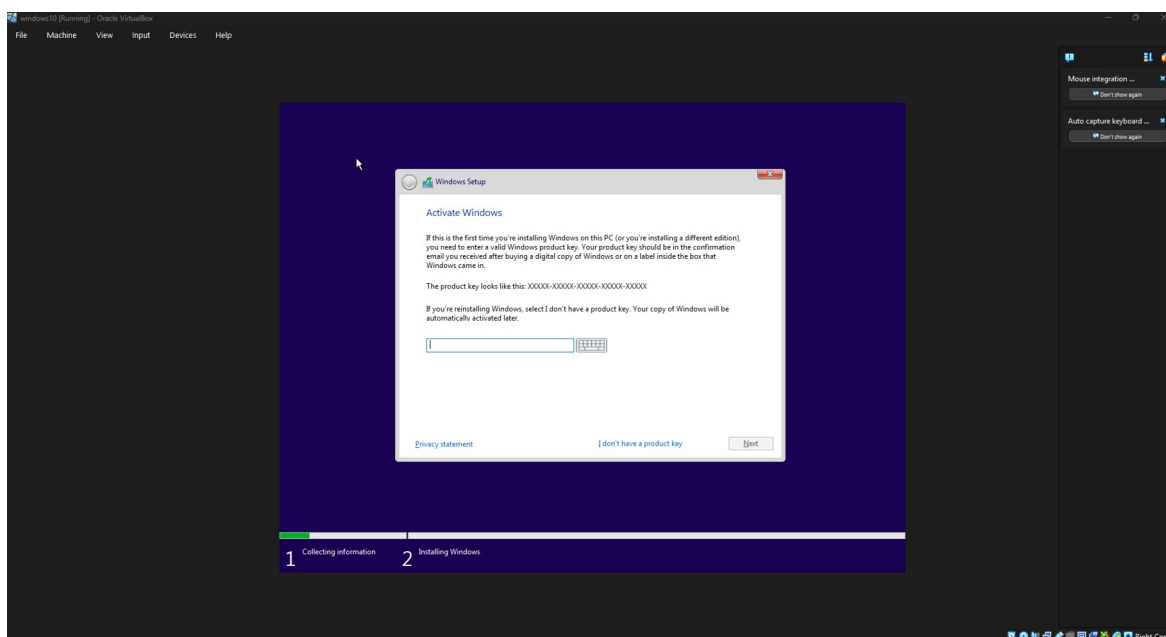 windows10 [Running] - Oracle VirtualBox
File Machine View Input Devices Help
Mouse integration ...
Don't show again
Auto capture keyboard ...
Don't show again
Windows Setup
Activate Windows
If this is the first time you're installing Windows on this PC (or you're installing a different edition),
you need to enter a valid Windows product key. Your product key should be in the confirmation
email you received after buying a digital copy of Windows or on a label inside the box that
Windows came in.
The product key looks like this: XXXXX-XXXXX-XXXXX-XXXXX-XXXXX
If you're reinstalling Windows, select I don't have a product key. Your copy of Windows will be
automatically activated later.
Privacy statement
I don't have a product key
Next
1 Collecting information
2 Installing Windows
Right